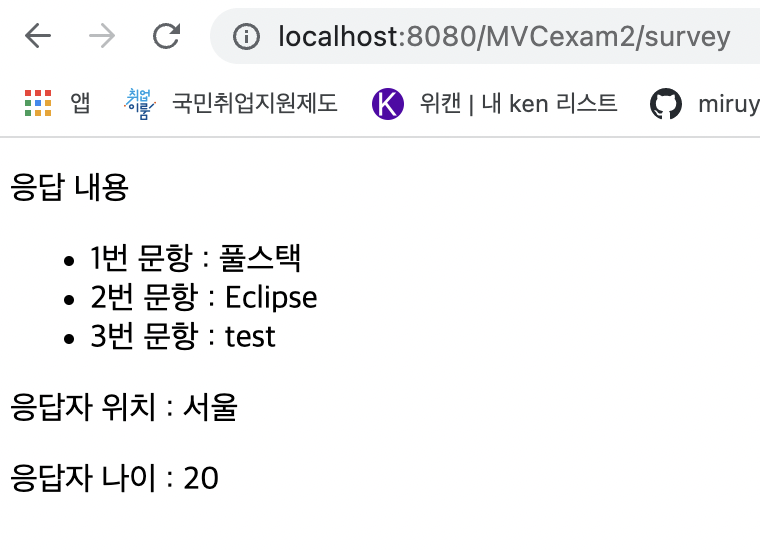 localhost:8080/MVCexam2/survey
앱 취업이룸 국민취업지원제도 K 위캔 | 내 ken 리스트 miruy
응답 내용
• 1번 문항 : 풀스택
• 2번 문항 : Eclipse
• 3번 문항 : test
응답자 위치 : 서울
응답자 나이 : 20